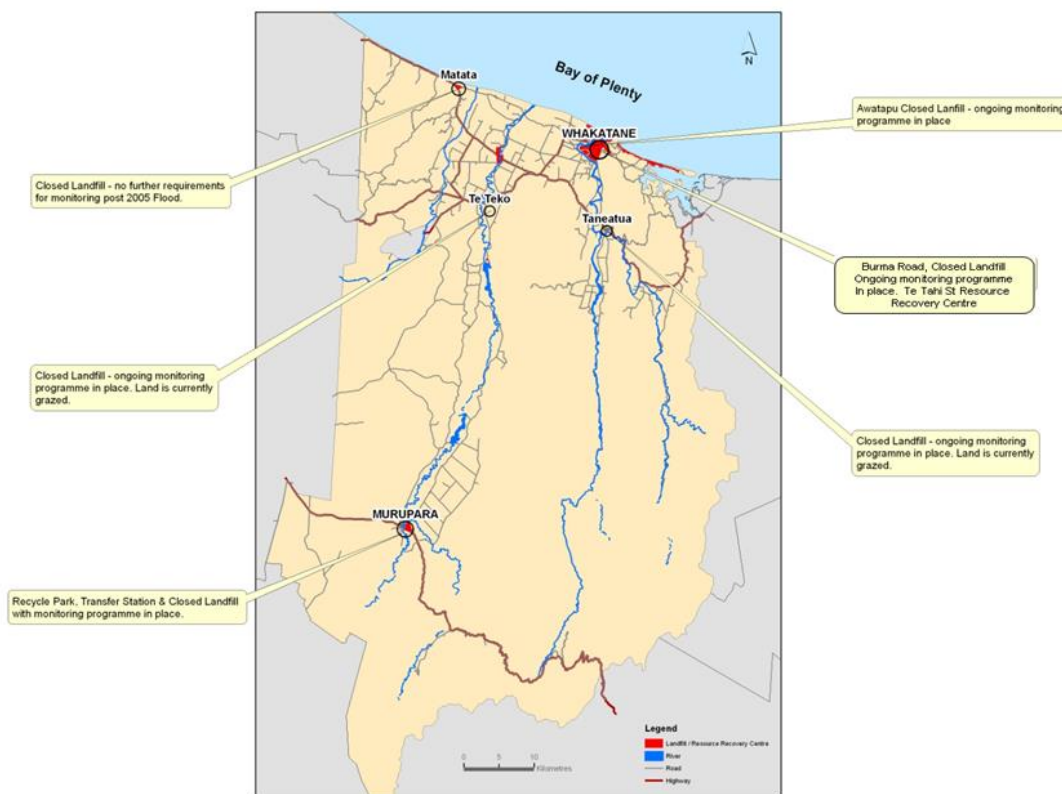 N
Bay of Plenty
Matata
WHAKATANE
Te Teko
Taneatua
MURUPARA
Closed Landfill - no further requirements
for monitoring post 2005 Flood.
Closed Landfill - ongoing monitoring
programme in place. Land is currently
grazed.
Recycle Park. Transfer Station & Closed Landfill
with monitoring programme in place.
Awatapu Closed Lanfill - ongoing monitoring
programme in place
Burma Road, Closed Landfill
Ongoing monitoring programme
In place. Te Tahi St Resource
Recovery Centre
Closed Landfill - ongoing monitoring
programme in place. Land is currently
grazed.
Legend
Landfill / Resource Recovery Centre
River
Road
Highway
0 5 10
Kilometres